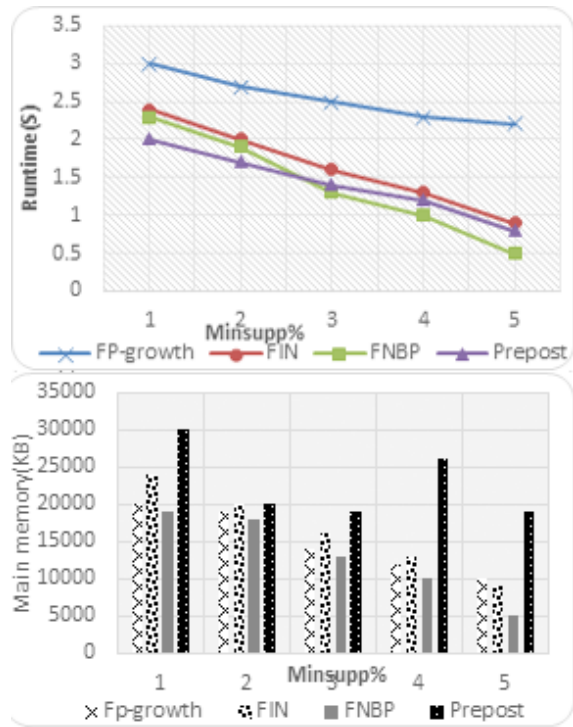 3.5
3
2.5
2
1.5
1
0.5
0
Runtime(S)
1 2 3 4 5
Minsupp%
FP-growth FIN FNBP Prepost
35000
30000
25000
20000
15000
10000
5000
0
Main memory(KB)
1 2 3 4 5
Minsupp%
Fp-growth FIN FNBP Prepost